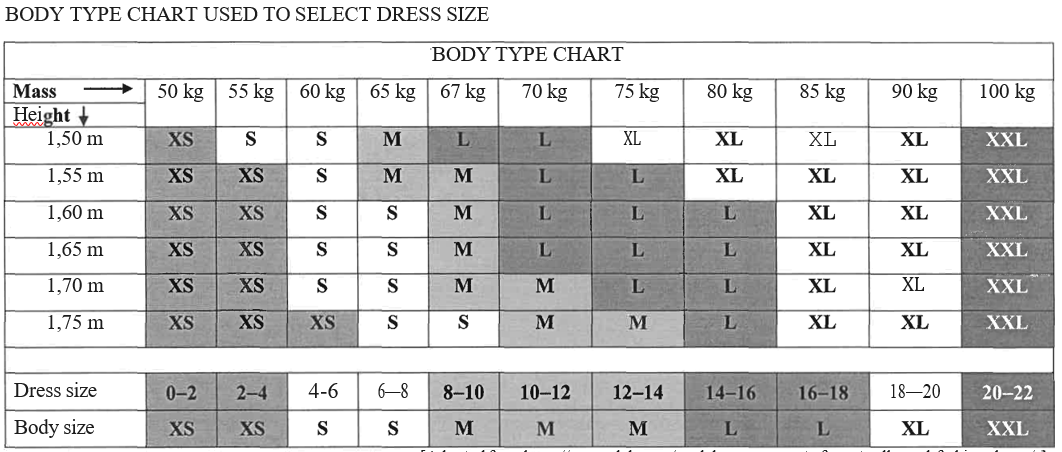 BODY TYPE CHART USED TO SELECT DRESS SIZE
BODY TYPE CHART
Mass 50 kg 55 kg 60 kg 65 kg 67 kg 70 kg 75 kg 80 kg 85 kg 90 kg 100 kg
Height
1,50 m XS S S M L L XL XL XL XL XXL
1,55 m XS XS S M M L L XL XL XL XXL
1,60 m XS XS S S M L L L XL XL XXL
1,65 m XS XS S S M L L L XL XL XXL
1,70 m XS XS S S M M L L XL XL XXL
1,75 m XS XS XS S S M M L XL XL XXL
Dress size 0–2 2–4 4-6 6—8 8–10 10–12 12–14 14–16 16–18 18—20 20–22
Body size XS XS S S M M M L L XL XXL